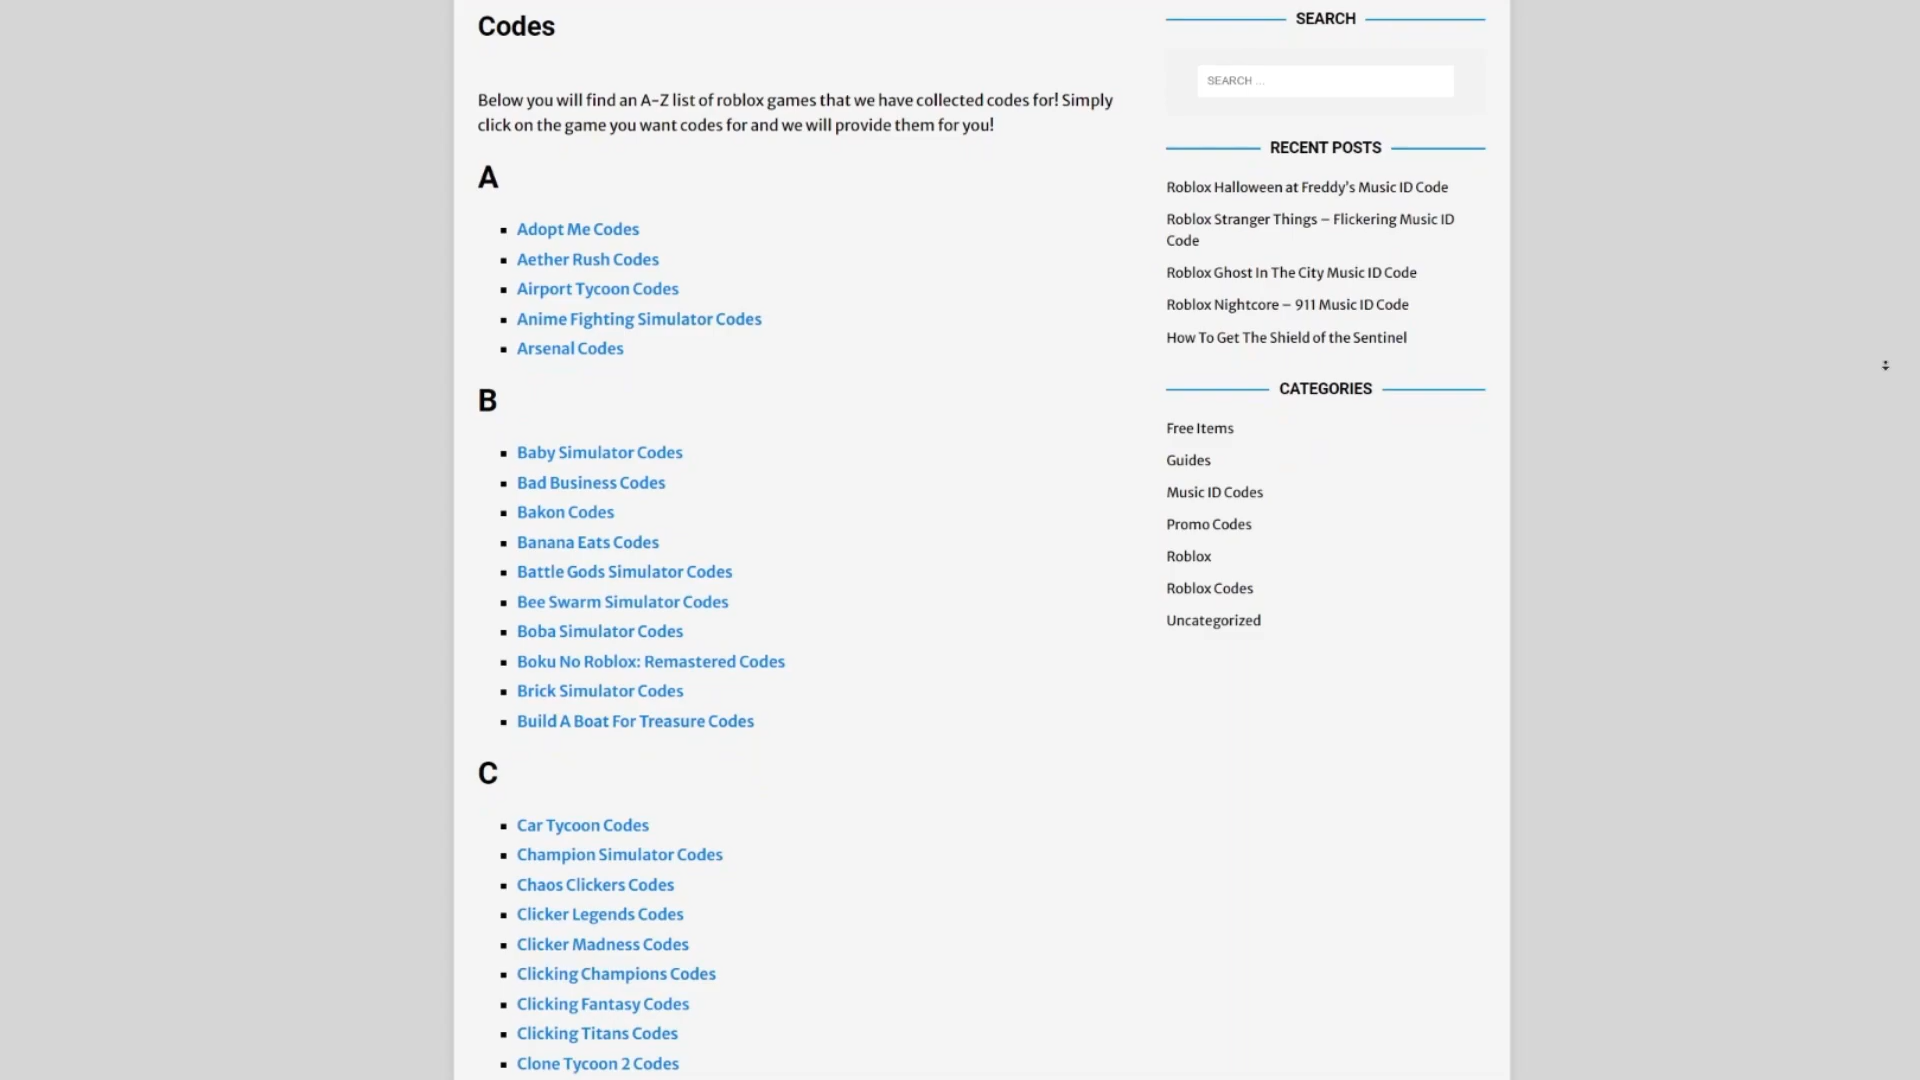 Codes
Below you will find an A-Z list of roblox games that we have collected codes for! Simply
click on the game you want codes for and we will provide them for you!
A
Adopt Me Codes
Aether Rush Codes
Airport Tycoon Codes
Anime Fighting Simulator Codes
Arsenal Codes
B
Baby Simulator Codes
Bad Business Codes
Bakon Codes
Banana Eats Codes
Battle Gods Simulator Codes
Bee Swarm Simulator Codes
Boba Simulator Codes
Boku No Roblox: Remastered Codes
Brick Simulator Codes
Build A Boat For Treasure Codes
C
Car Tycoon Codes
Champion Simulator Codes
Chaos Clickers Codes
Clicker Legends Codes
Clicker Madness Codes
Clicking Champions Codes
Clicking Fantasy Codes
Clicking Titans Codes
Clone Tycoon 2 Codes
SEARCH
SEARCH ...
RECENT POSTS
Roblox Halloween at Freddy's Music ID Code
Roblox Stranger Things – Flickering Music ID
Code
Roblox Ghost In The City Music ID Code
Roblox Nightcore – 911 Music ID Code
How To Get The Shield of the Sentinel
CATEGORIES
Free Items
Guides
Music ID Codes
Promo Codes
Roblox
Roblox Codes
Uncategorized